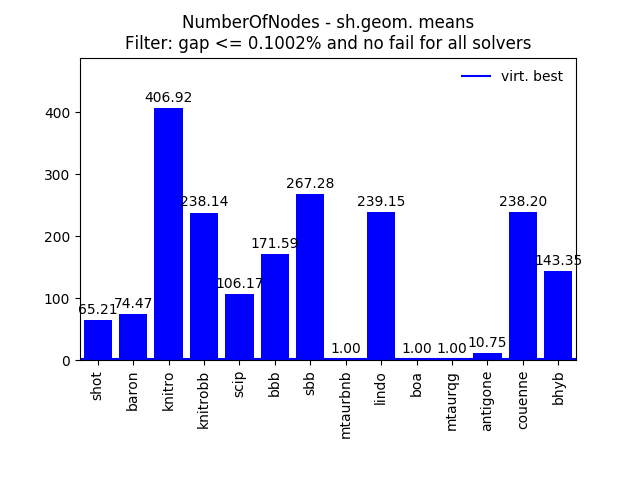 NumberOfNodes - sh.geom. means
Filter: gap <= 0.1002% and no fail for all solvers
virt. best
400
300
200
100
0
65.21
74.47
406.92
238.14
106.17
171.59
267.28
1.00
239.15
1.00
1.00
10.75
238.20
143.35
shot
baron
knitro
knitrobb
scip
bbb
sbb
mtaurbnb
lindo
boa
mtaurqg
antigone
couenne
bhyb